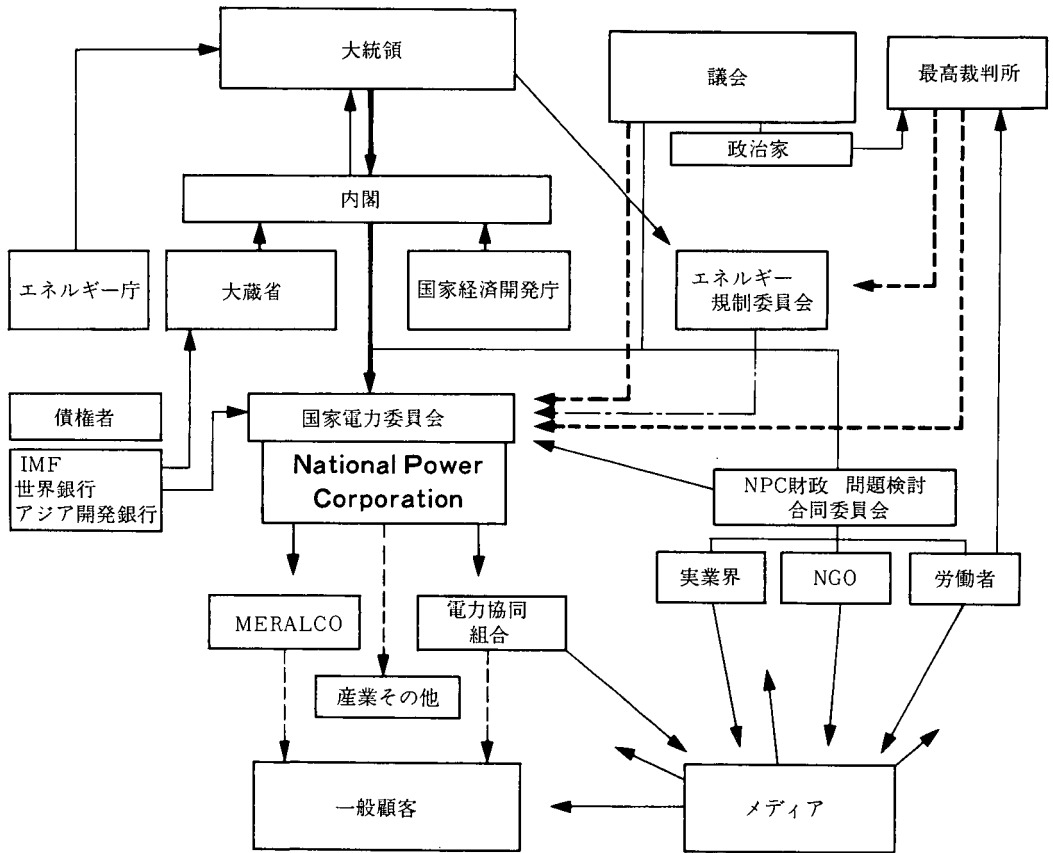 大統領
議会
最高裁判所
政治家
内閣
エネルギー庁
大蔵省
国家経済開発庁
エネルギー
規制委員会
債権者
国家電力委員会
IMF
世界銀行
アジア開発銀行
National Power
Corporation
NPC財政 問題検討
合同委員会
実業界
NGO
労働者
MERALCO
電力協同
組合
産業その他
一般顧客
メディア